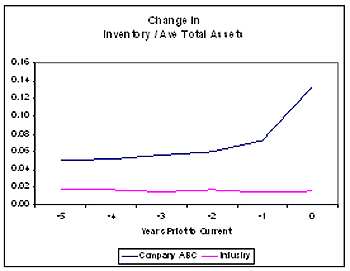 Change In
Inventory / Ave Total Assets
0.16
0.14
0.12
0.10
0.08
0.06
0.04
0.02
0.00
-5 -4 -3 -2 -1 0
Years Prior to Current
Company ABC Industry